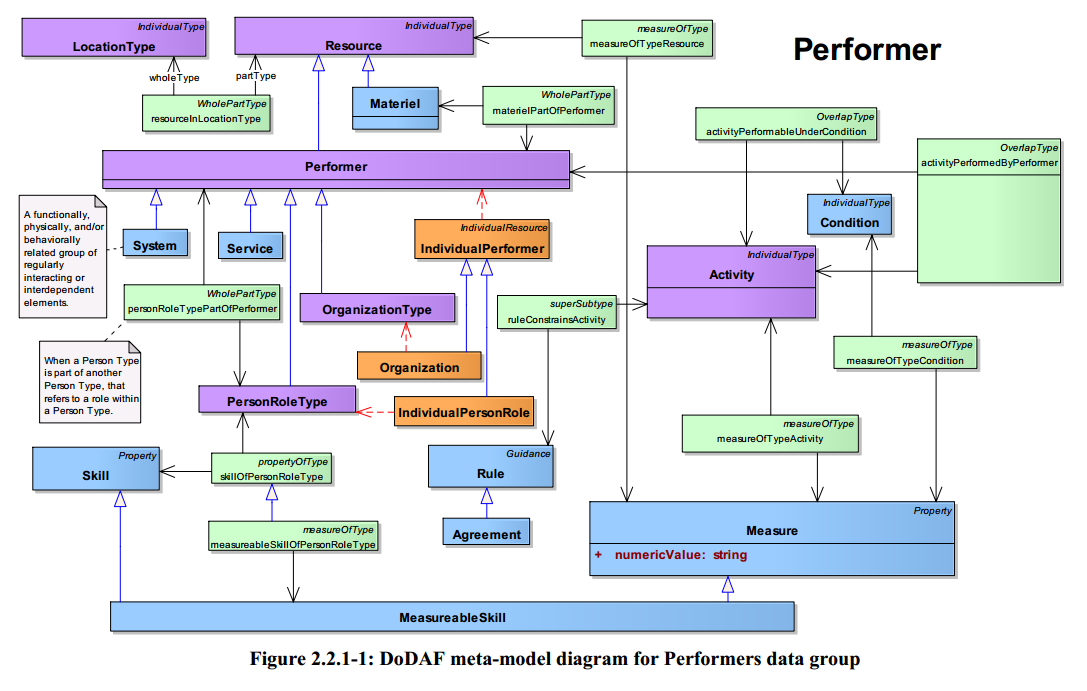 Performer
IndividualType
LocationType
IndividualType
Resource
measureOfType
measureOfTypeResource
wholeType
partType
WholePartType
resourceInLocationType
Materiel
WholePartType
materielPartOfPerformer
OverlapType
activityPerformableUnderCondition
OverlapType
activityPerformedByPerformer
Performer
A functionally,
physically, and/or
behaviorally
related group of
regularly
interacting or
interdependent
elements.
System
Service
IndividualResource
IndividualPerformer
IndividualType
Condition
IndividualType
Activity
WholePartType
personRoleTypePartOfPerformer
OrganizationType
superSubtype
ruleConstrainsActivity
measureOfType
measureOfTypeCondition
When a Person Type
is part of another
Person Type, that
refers to a role within
a Person Type.
Organization
PersonRoleType
IndividualPersonRole
measureOfType
measureOfTypeActivity
Property
Skill
propertyOfType
skillOfPersonRoleType
Guidance
Rule
measureOfType
measureableSkillOfPersonRoleType
Agreement
Property
Measure
+ numericValue: string
MeasureableSkill
Figure 2.2.1-1: DoDAF meta-model diagram for Performers data group